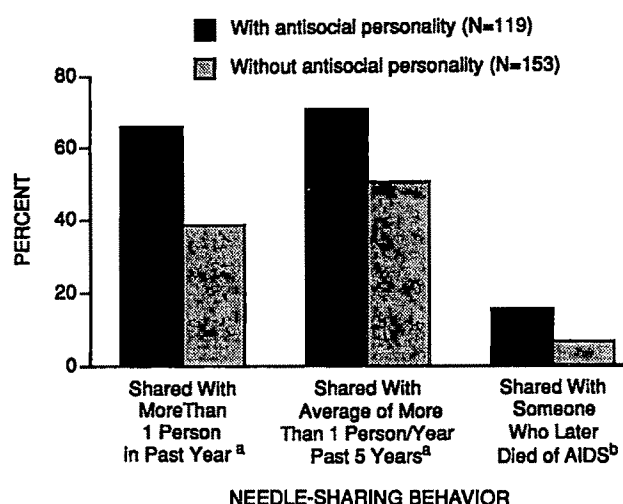 With antisocial personality (N=119)
Without antisocial personality (N=153)
80
60
40
20
0
PERCENT
Shared With
MoreThan
1 Person
in Past Year a
Shared With
Average of More
Than 1 Person/Year
Past 5 Years a
Shared With
Someone
Who Later
Died of AIDS b
NEEDLE-SHARING BEHAVIOR